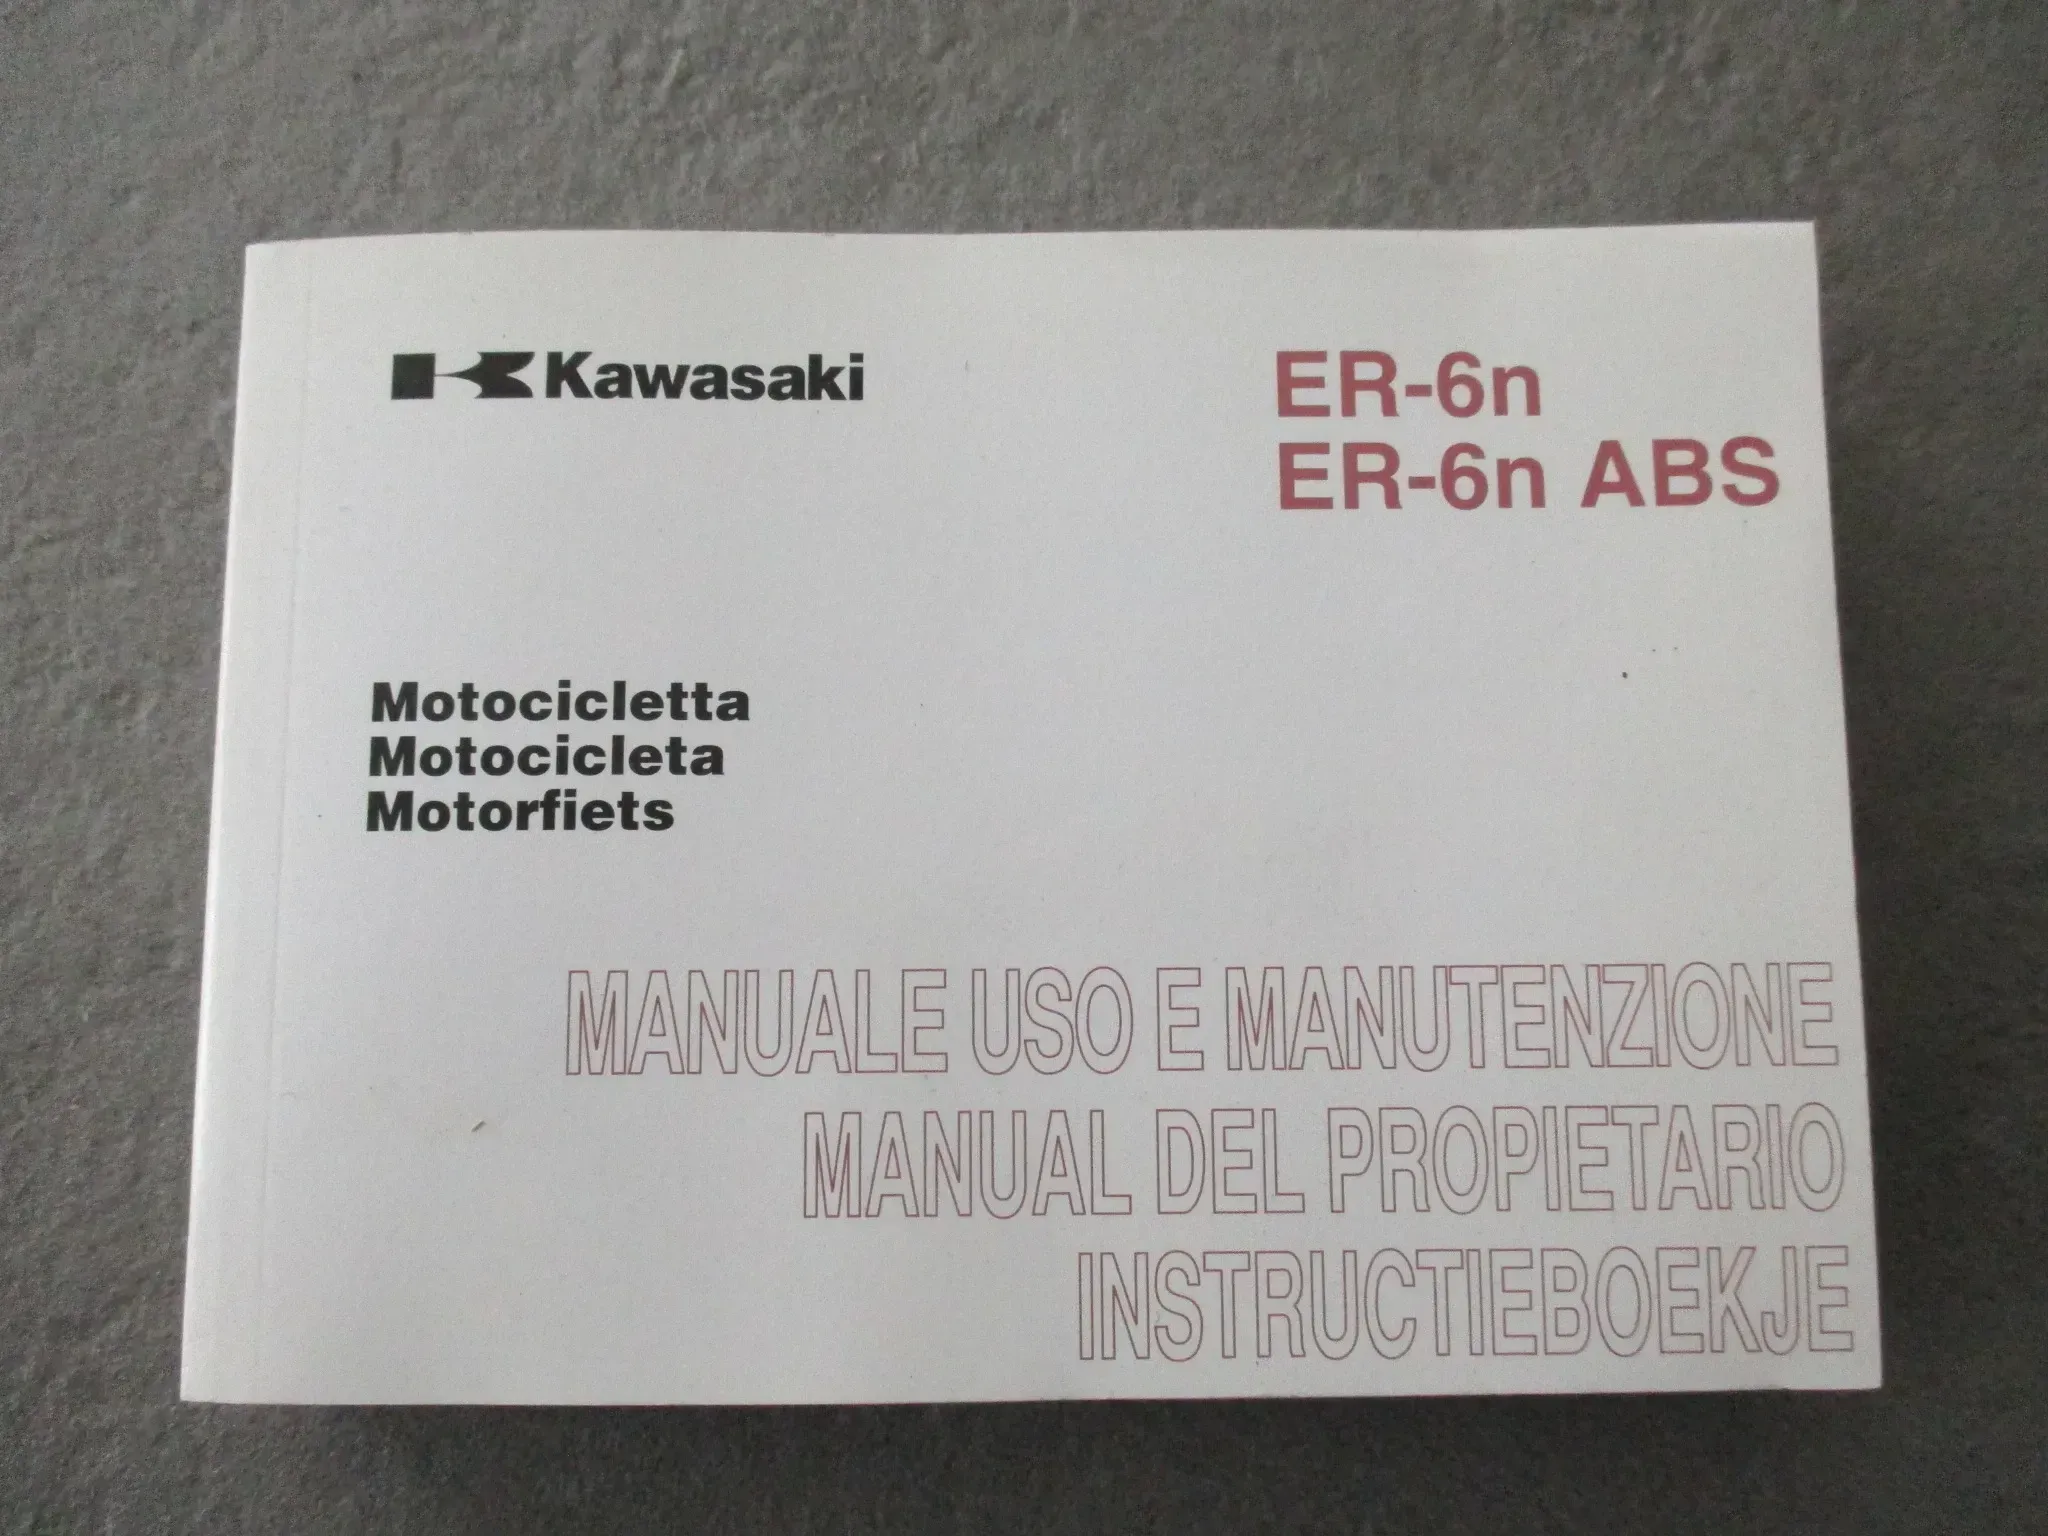 Kawasaki
ER-6n
ER-6n ABS
Motocicletta
Motocicleta
Motorfiets
MANUALE USO E MANUTENZIONE
MANUAL DEL PROPIETARIO
INSTRUCTIEBOEKJE